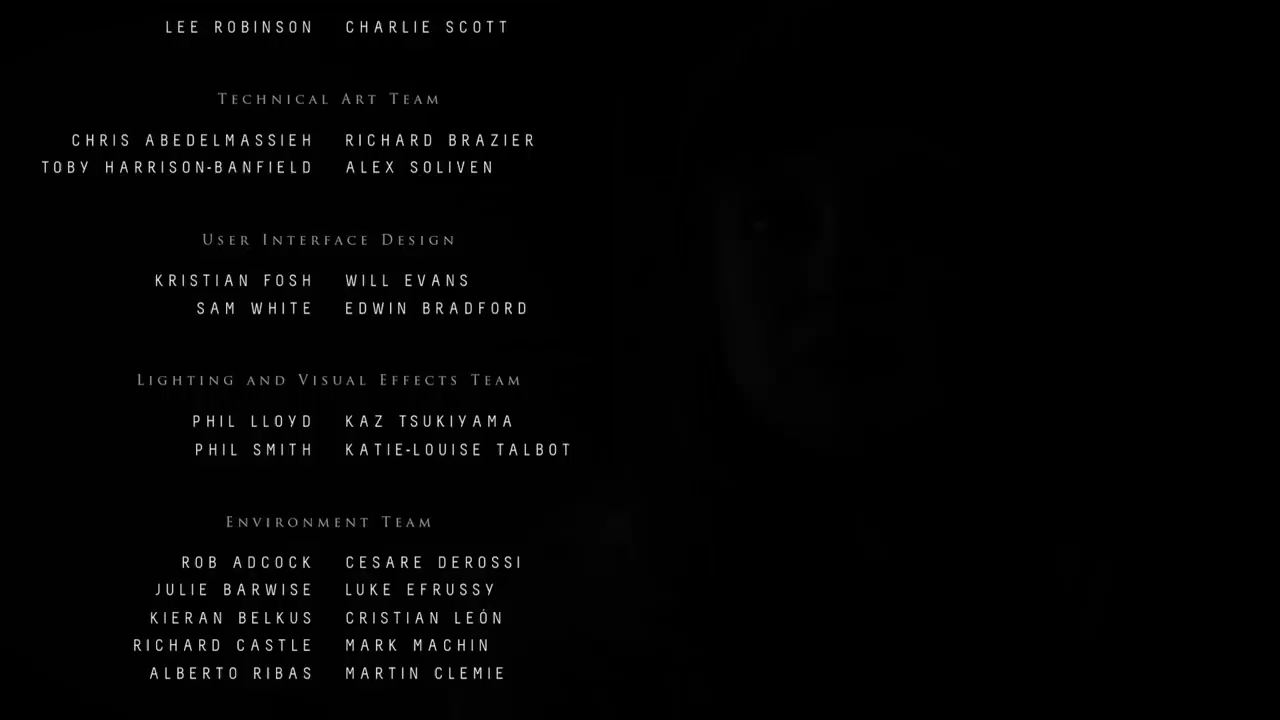 LEE ROBINSON CHARLIE SCOTT
TECHNICAL ART TEAM
CHRIS ABEDELMASSIEH RICHARD BRAZIER
TOBY HARRISON-BANFIELD ALEX SOLIVEN
USER INTERFACE DESIGN
KRISTIAN FOSH WILL EVANS
SAM WHITE EDWIN BRADFORD
LIGHTING AND VISUAL EFFECTS TEAM
PHIL LLOYD KAZ TSUKIYAMA
PHIL SMITH KATIE-LOUISE TALBOT
ENVIRONMENT TEAM
ROB ADCOCK CESARE DEROSSI
JULIE BARWISE LUKE EFRUSSY
KIERAN BELKUS CRISTIAN LEÓN
RICHARD CASTLE MARK MACHIN
ALBERTO RIBAS MARTIN CLEMIE